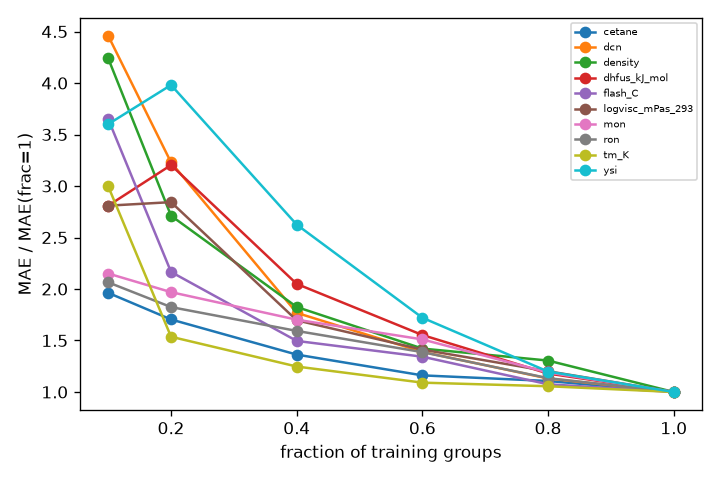 4.5
4.0
3.5
3.0
2.5
2.0
1.5
1.0
MAE / MAE(frac=1)
cetane
dcn
density
dhfus_kJ_mol
flash_C
logvisc_mPas_293
mon
ron
tm_K
ysi
0.2 0.4 0.6 0.8 1.0
fraction of training groups